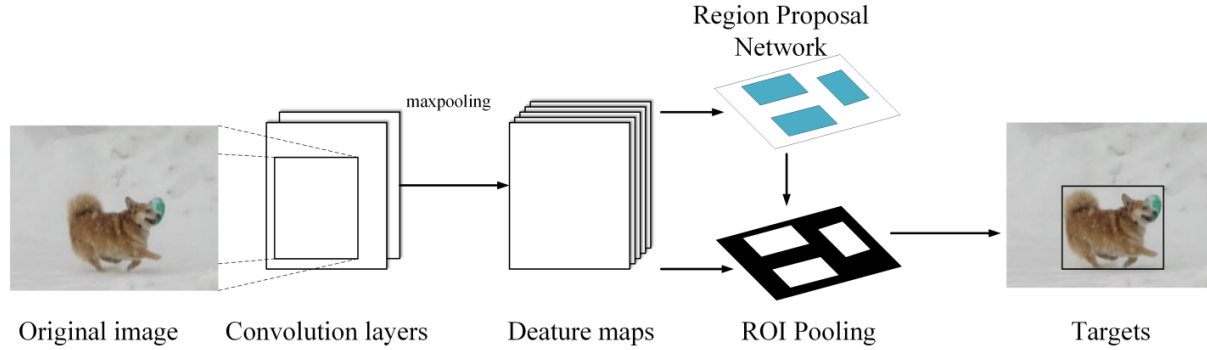 Region Proposal
Network
maxpooling
Original image
Convolution layers
Deature maps
ROI Pooling
Targets